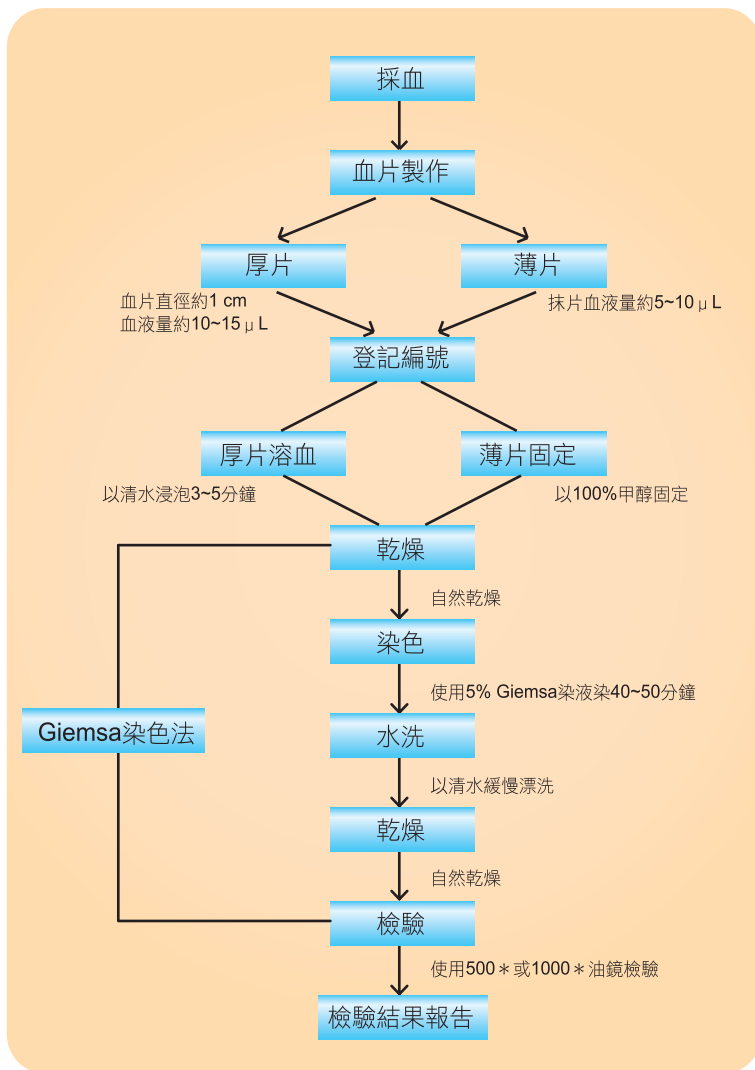 採血
血片製作
厚片
薄片
血片直徑約1 cm
血液量約10~15 μ L
抹片血液量約5~10 μ L
登記編號
厚片溶血
薄片固定
以清水浸泡3~5分鐘
以100%甲醇固定
乾燥
自然乾燥
染色
使用5% Giemsa染液染40~50分鐘
Giemsa染色法
水洗
以清水緩慢漂洗
乾燥
自然乾燥
檢驗
使用500＊或1000＊油鏡檢驗
檢驗結果報告